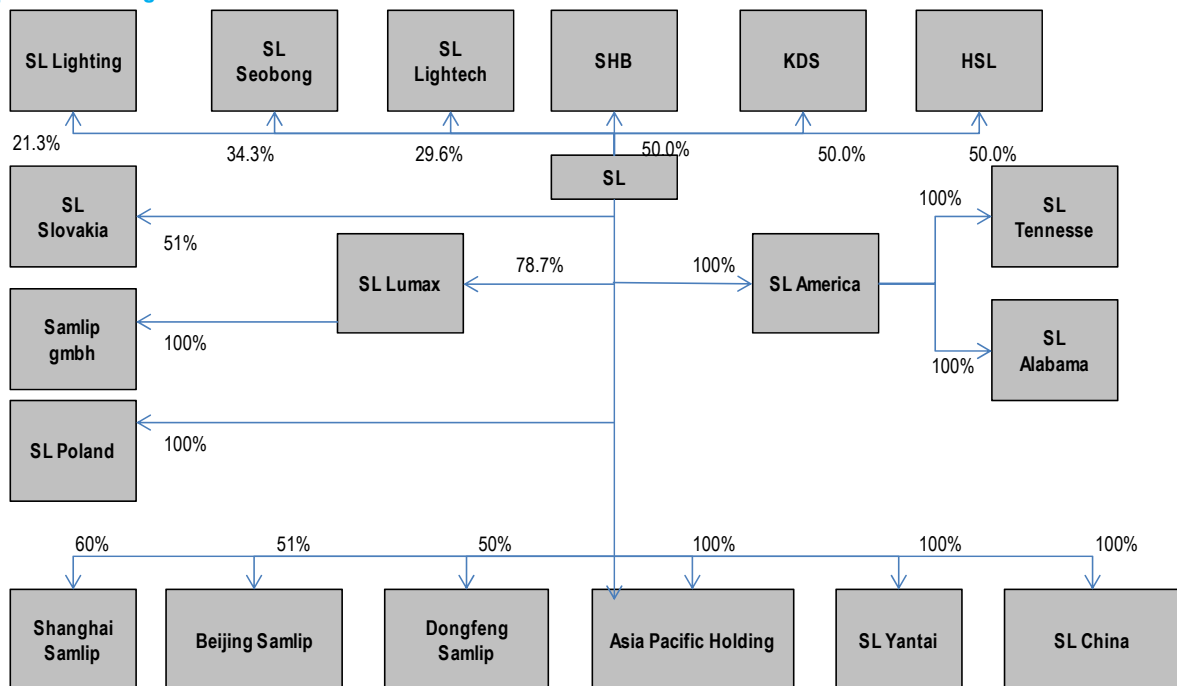 SL Lighting
SL
Seobong
SL
Lightech
SHB
KDS
HSL
21.3%
34.3%
29.6%
50.0%
50.0%
50.0%
SL
SL
Slovakia
51%
100%
SL
Tennesse
SL Lumax
78.7%
100%
SL America
Samlip
gmbh
100%
100%
SL
Alabama
SL Poland
100%
60%
51%
50%
100%
100%
100%
Shanghai
Samlip
Beijing Samlip
Dongfeng
Samlip
Asia Pacific Holding
SL Yantai
SL China